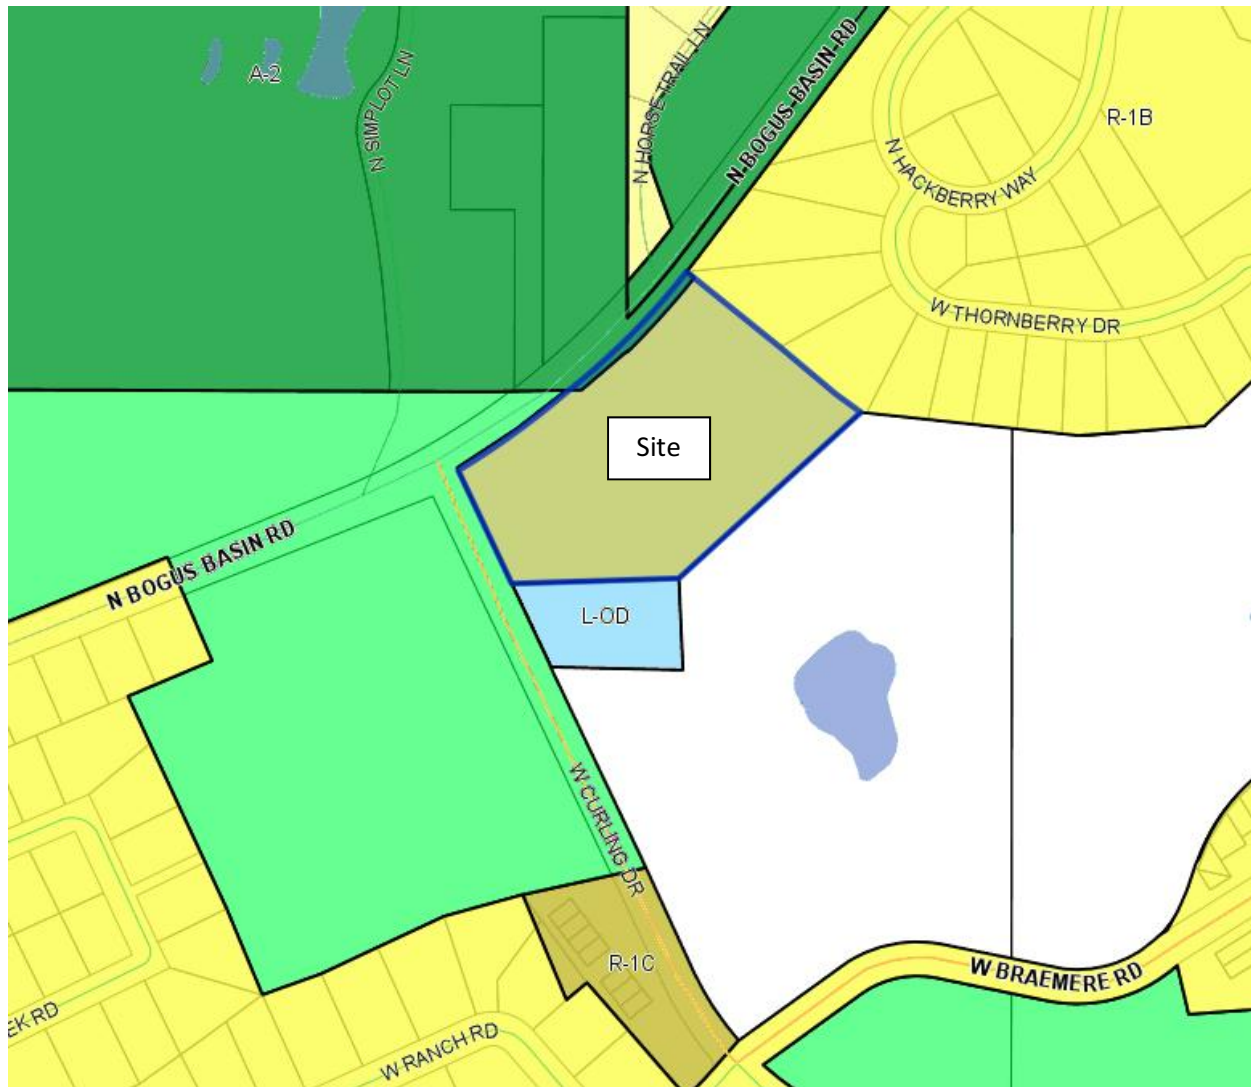 A-2
N SIMPLOT LN
N HORSE TRAIL LN
N BOGUS BASIN RD
R-1B
N HACKBERRY WAY
W THORNBERRY DR
Site
N BOGUS BASIN RD
L-OD
W CURLING DR
R-1C
W BRAEMERE RD
EK RD
W RANCH RD